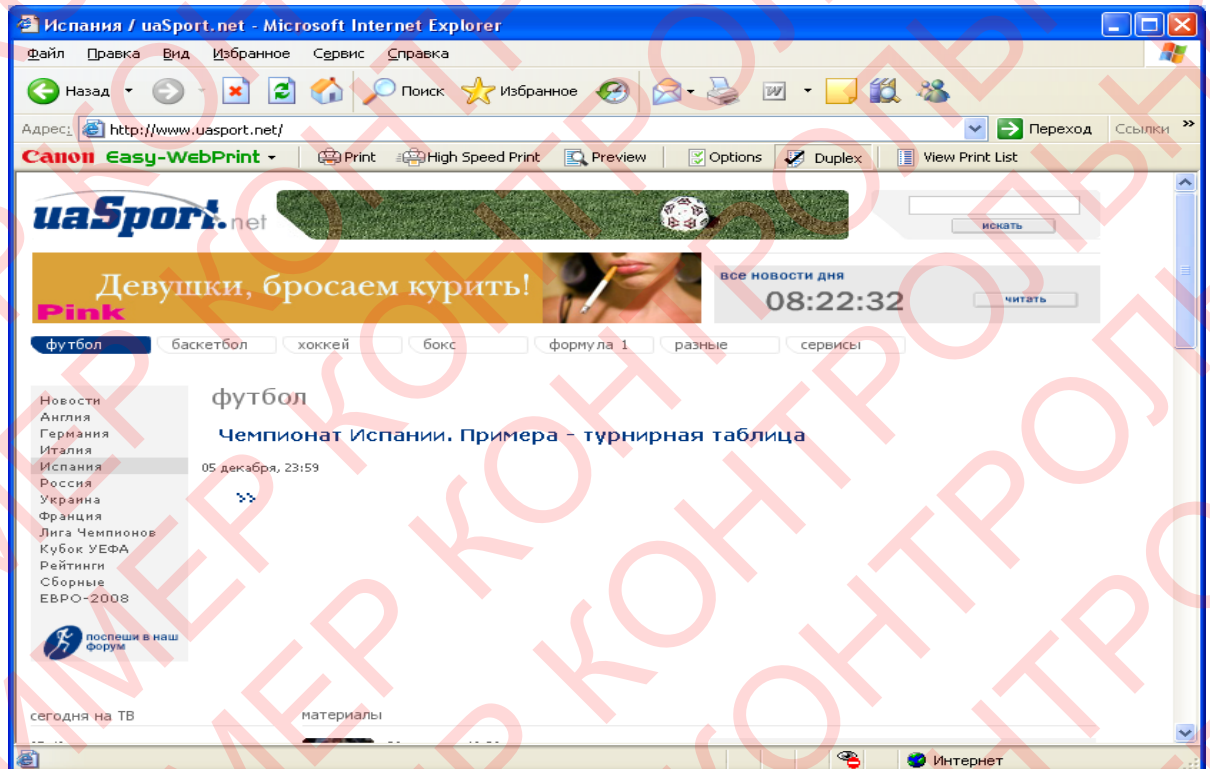 Испания / uaSport.net - Microsoft Internet Explorer
Файл Правка Вид Избранное Сервис Справка
Назад Поиск Избранное
Адрес: http://www.uasport.net/ Переход Ссылки »
Canon Easy-WebPrint Print High Speed Print Preview Options Duplex View Print List
uaSport.net
искать
Девушки, бросаем курить!
Pink
все новости дня
08:22:32 читать
футбол баскетбол хоккей бокс формула 1 разные сервисы
Новости
Англия
Германия
Италия
Испания
Россия
Украина
Франция
Лига Чемпионов
Кубок УЕФА
Рейтинги
Сборные
ЕВРО-2008
поспеши в наш
форум
футбол
Чемпионат Испании. Примера - турнирная таблица
05 декабря, 23:59
>>
сегодня на ТВ материалы
Интернет